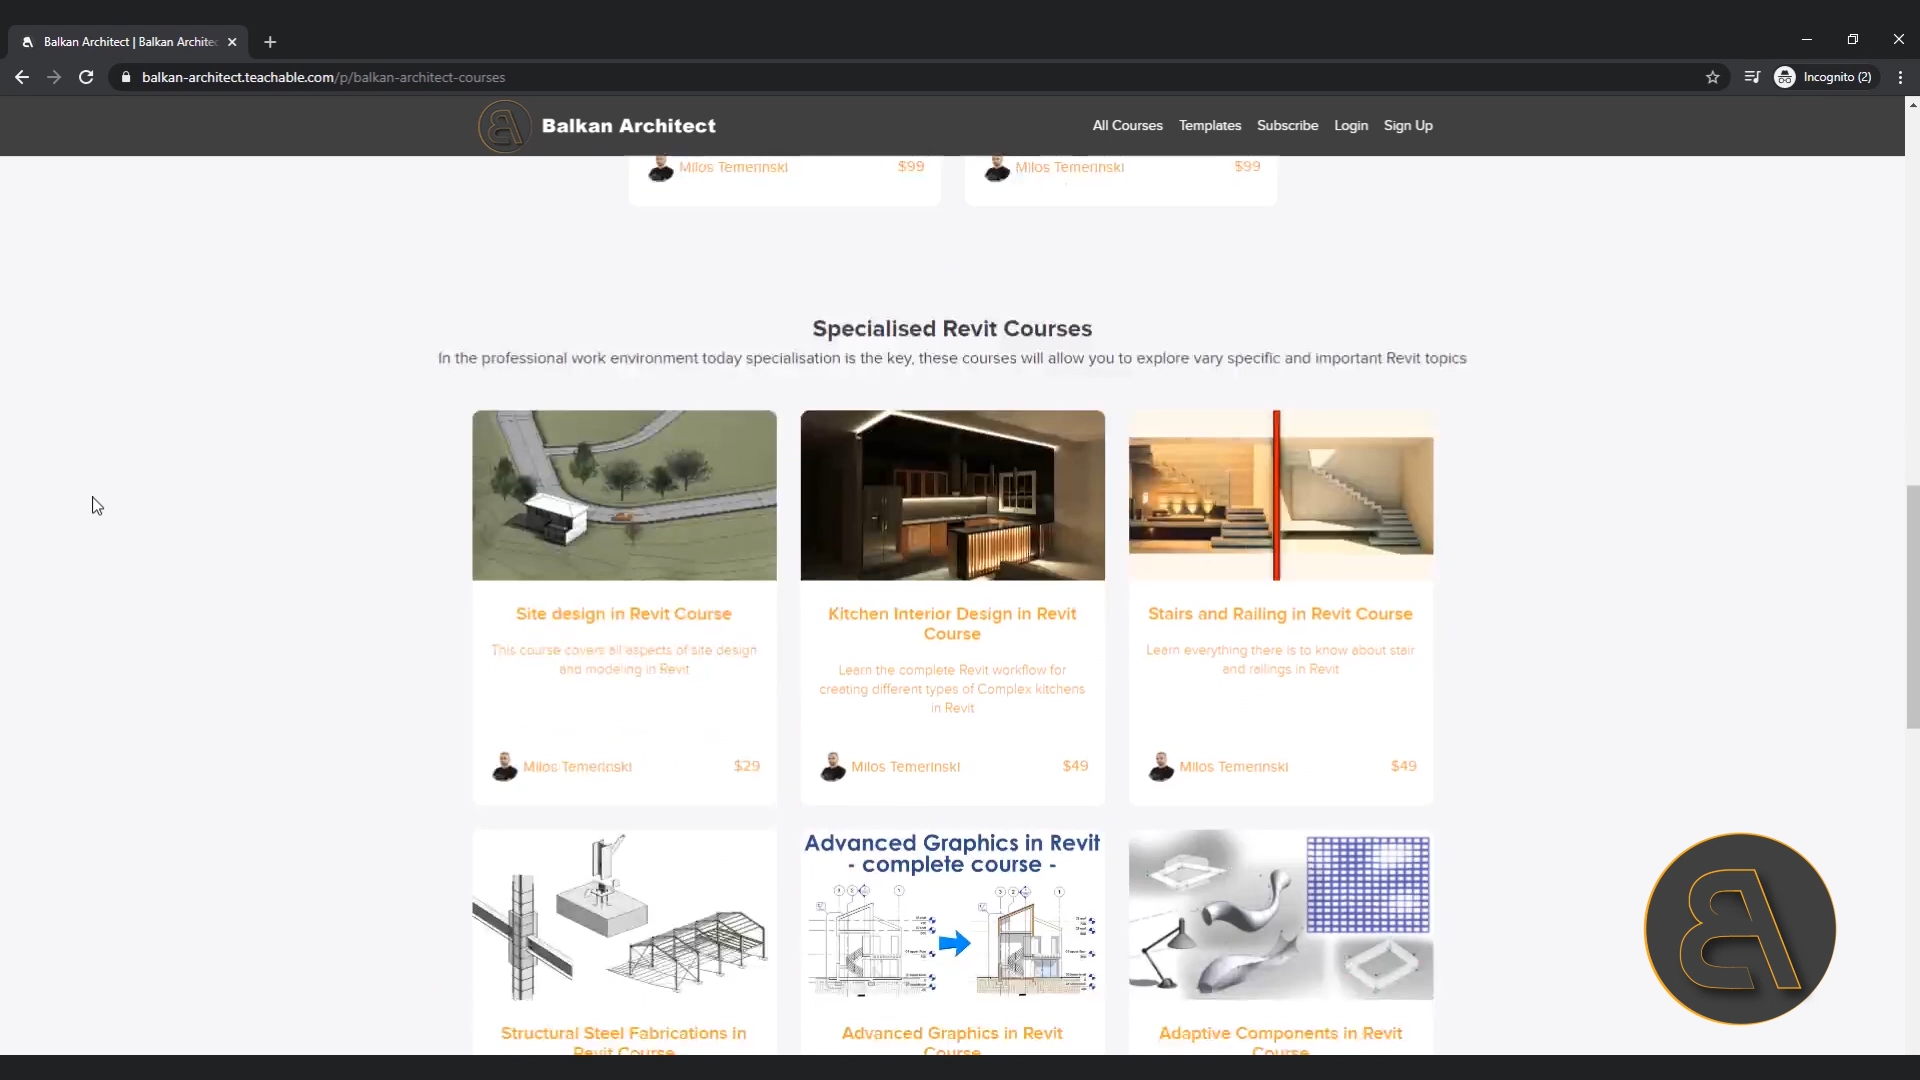 Balkan Architect | Balkan Architec
balkan-architect.teachable.com/p/balkan-architect-courses
Incognito (2)
Balkan Architect
All Courses
Templates
Subscribe
Login
Sign Up
Milos Temerinski
$99
Milos Temerinski
$99
Specialised Revit Courses
In the professional work environment today specialisation is the key, these courses will allow you to explore vary specific and important Revit topics
Site design in Revit Course
This course covers all aspects of site design
and modeling in Revit
Milos Temerinski
$29
Kitchen Interior Design in Revit
Course
Learn the complete Revit workflow for
creating different types of Complex kitchens
in Revit
Milos Temerinski
$49
Stairs and Railing in Revit Course
Learn everything there is to know about stair
and railings in Revit
Milos Temerinski
$49
Structural Steel Fabrications in
Revit Course
Advanced Graphics in Revit
- complete course -
Advanced Graphics in Revit
Course
Adaptive Components in Revit
Course